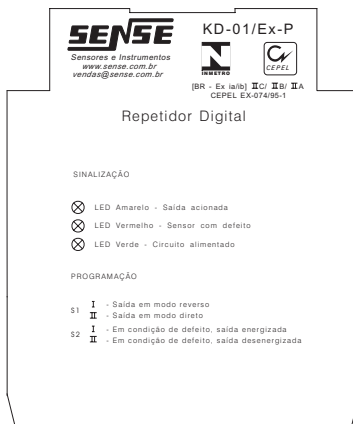 SENSE
KD-01/Ex-P
Sensores e Instrumentos
www.sense.com.br
vendas@sense.com.br
INMETRO
CEPEL
[BR - Ex ia/ib] IIC/ IIB/ IIA
CEPEL EX-074/95-1
Repetidor Digital
SINALIZAÇÃO
LED Amarelo - Saída acionada
LED Vermelho - Sensor com defeito
LED Verde - Circuito alimentado
PROGRAMAÇÃO
S1 I - Saída em modo reverso
II - Saída em modo direto
S2 I - Em condição de defeito, saída energizada
II - Em condição de defeito, saída desenergizada